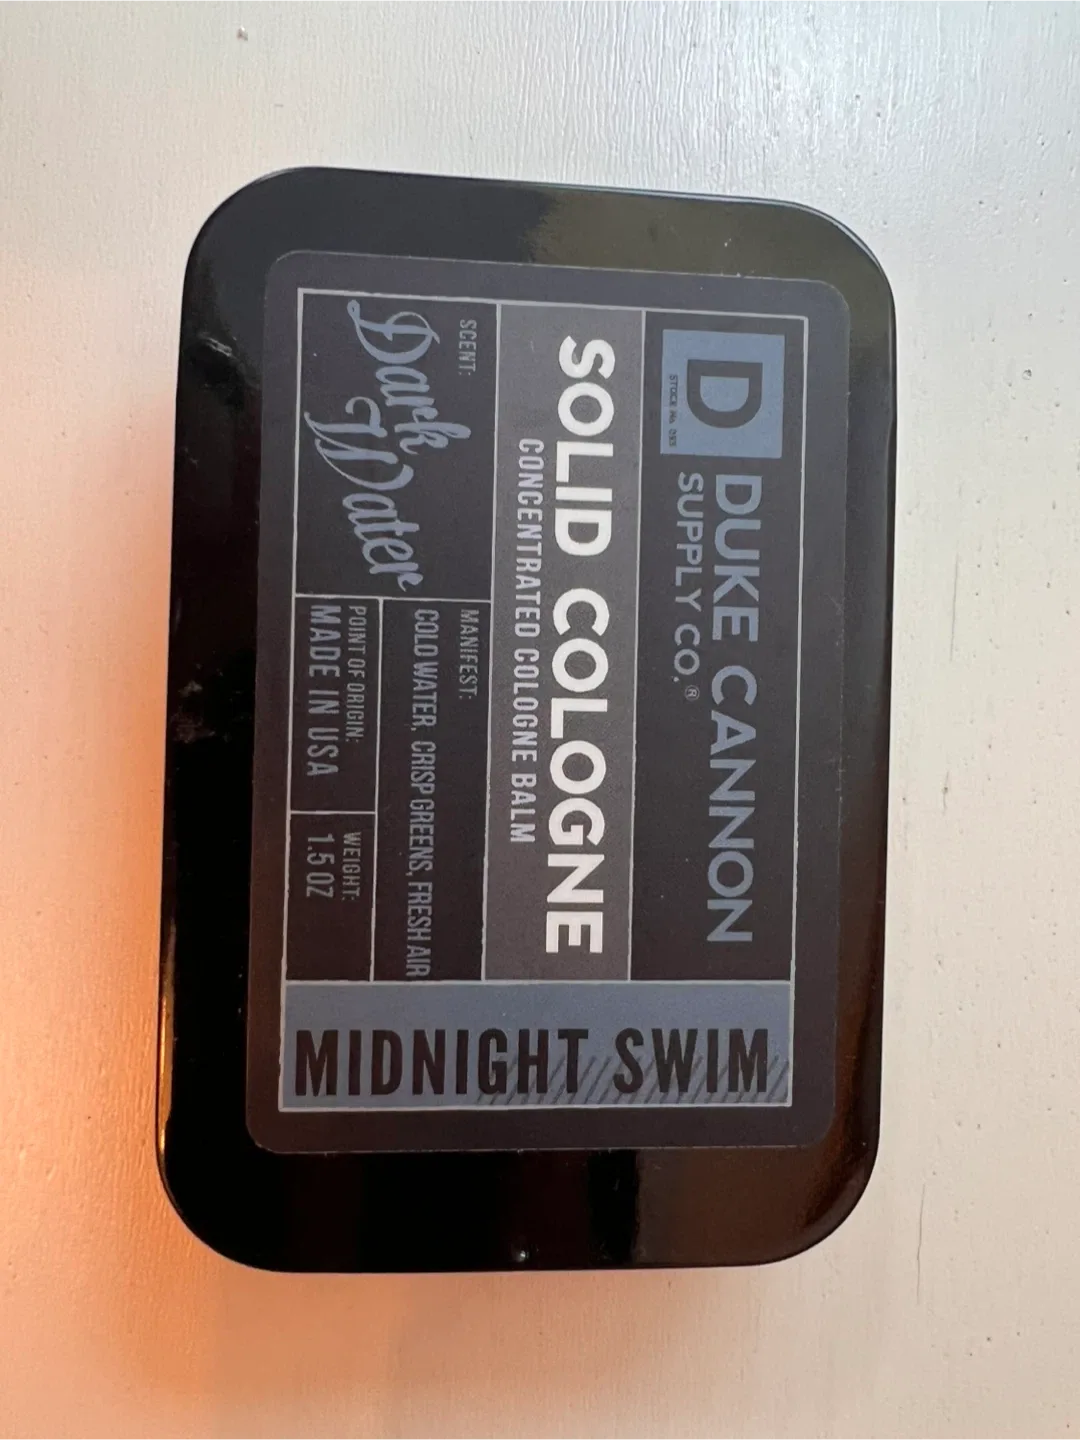 D
DUKE CANNON
SUPPLY CO.®
SOLID COLOGNE
CONCENTRATED COLOGNE BALM
SCENT:
Dark
Water
MANIFEST:
COLD WATER, CRISP GREENS, FRESH AIR
POINT OF ORIGIN:
MADE IN USA
WEIGHT:
1.5 OZ
MIDNIGHT SWIM